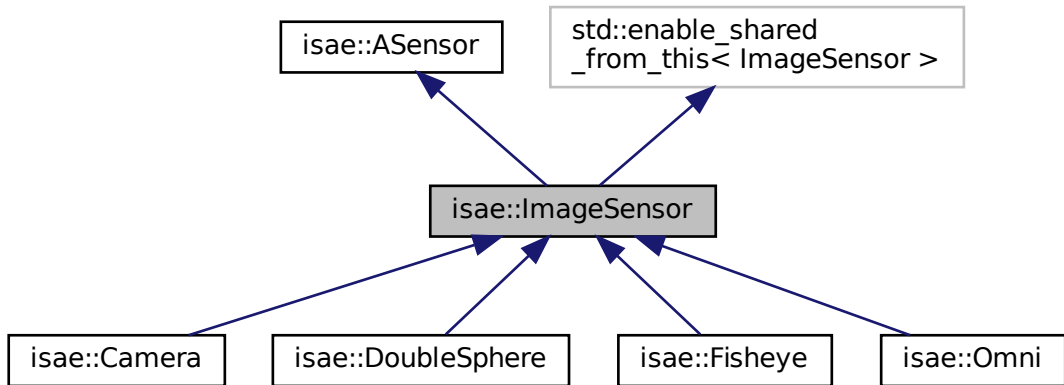 isae::ASensor
std::enable_shared
_from_this< ImageSensor >
isae::ImageSensor
isae::Camera
isae::DoubleSphere
isae::Fisheye
isae::Omni